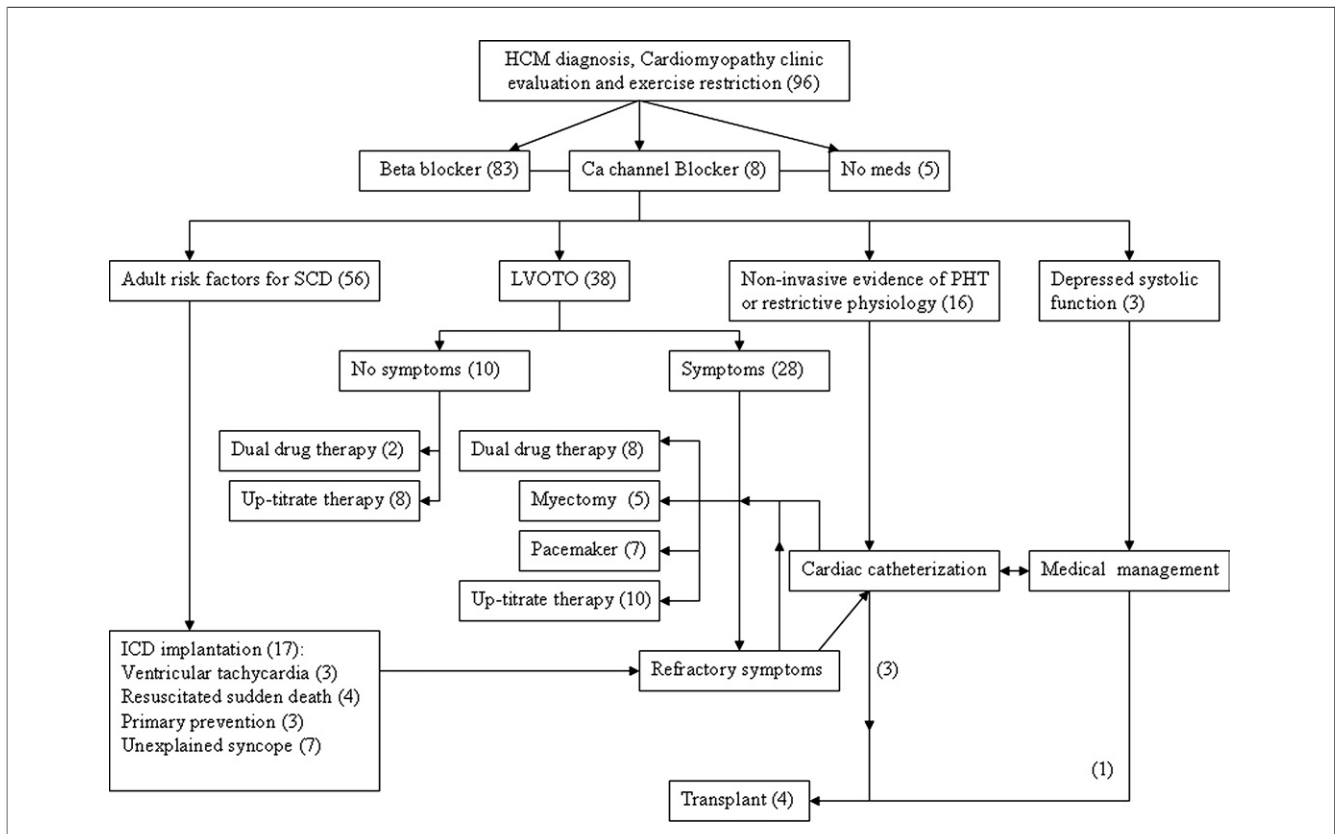 HCM diagnosis, Cardiomyopathy clinic
evaluation and exercise restriction (96)
Beta blocker (83)
Ca channel Blocker (8)
No meds (5)
Adult risk factors for SCD (56)
LVOTO (38)
Non-invasive evidence of PHT
or restrictive physiology (16)
Depressed systolic
function (3)
No symptoms (10)
Symptoms (28)
Dual drug therapy (2)
Up-titrate therapy (8)
Dual drug therapy (8)
Myectomy (5)
Pacemaker (7)
Up-titrate therapy (10)
Cardiac catheterization
Medical management
ICD implantation (17):
Ventricular tachycardia (3)
Resuscitated sudden death (4)
Primary prevention (3)
Unexplained syncope (7)
Refractory symptoms
(3)
(1)
Transplant (4)